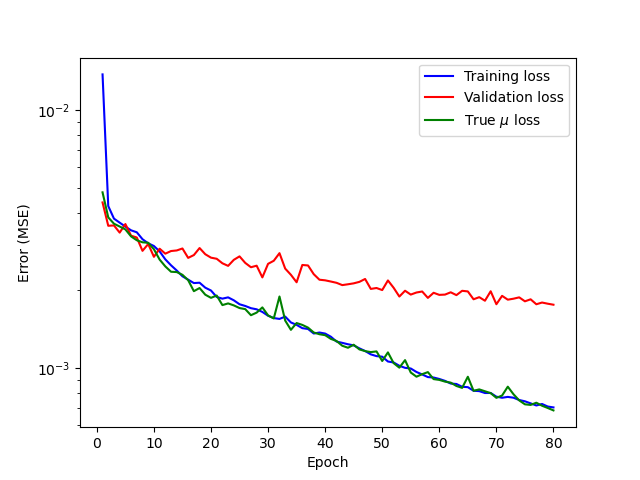 Training loss
Validation loss
True μ loss
10⁻²
10⁻³
Error (MSE)
0 10 20 30 40 50 60 70 80
Epoch